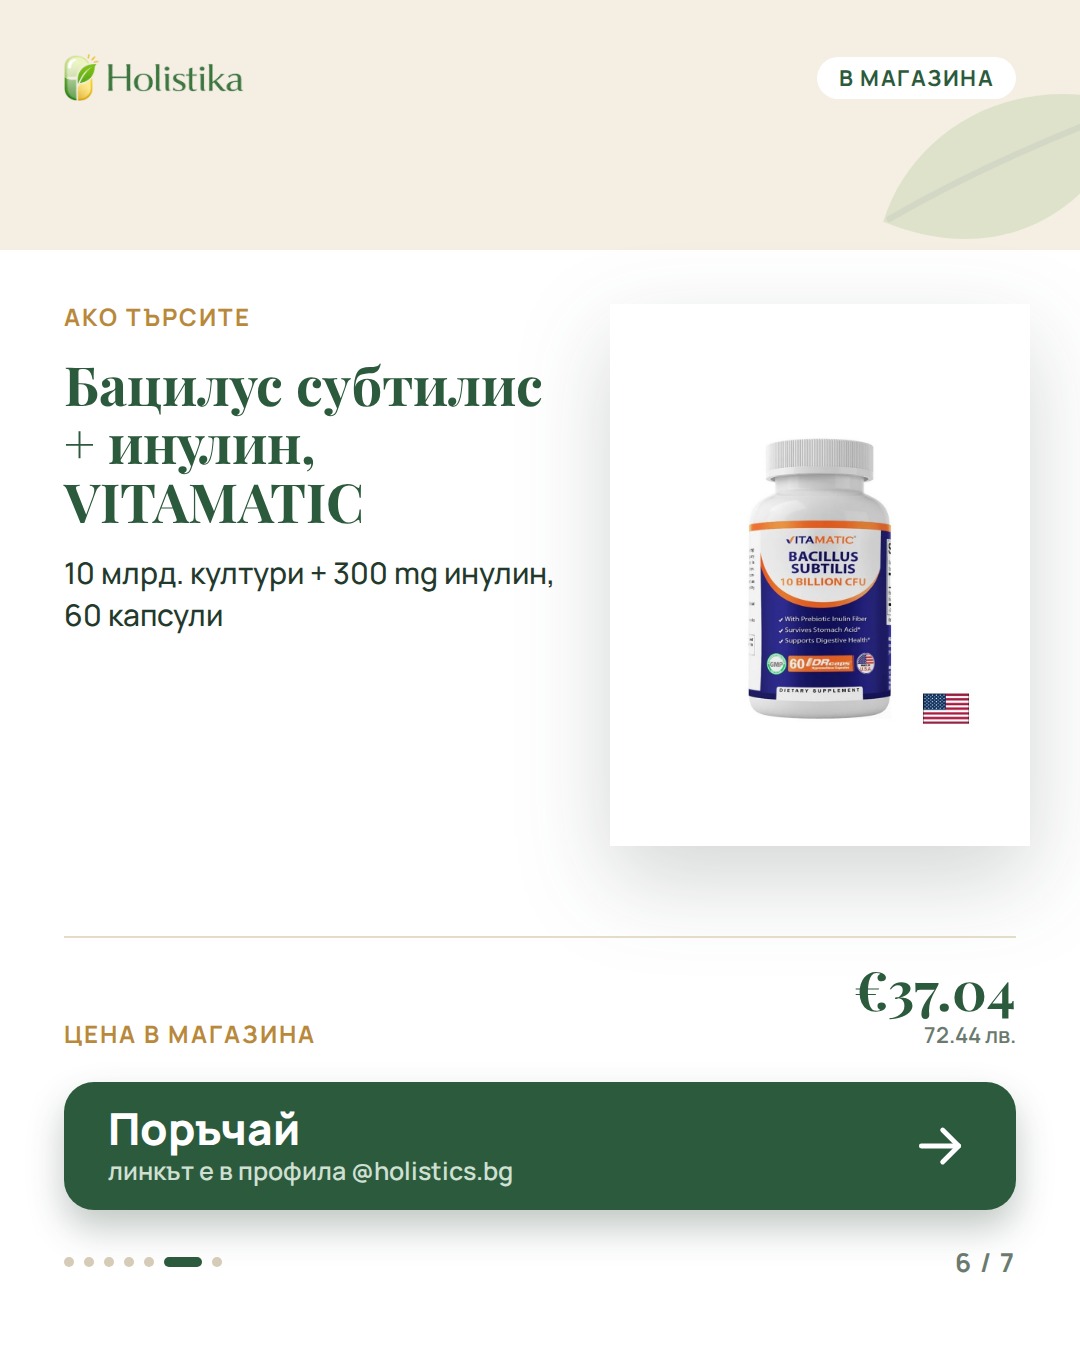 Holistika
В МАГАЗИНА
АКО ТЪРСИТЕ
Бацилус субтилис
+ инулин,
VITAMATIC
10 млрд. култури + 300 mg инулин,
60 капсули
VITAMATIC
BACILLUS
SUBTILIS
10 BILLION CFU
With Prebiotic Inulin Fiber
Survives Stomach Acid*
Supports Digestive Health*
GMP
60 DRcaps
DIETARY SUPPLEMENT
ЦЕНА В МАГАЗИНА
€37.04
72.44 лв.
Поръчай
линкът е в профила @holistics.bg
6 / 7